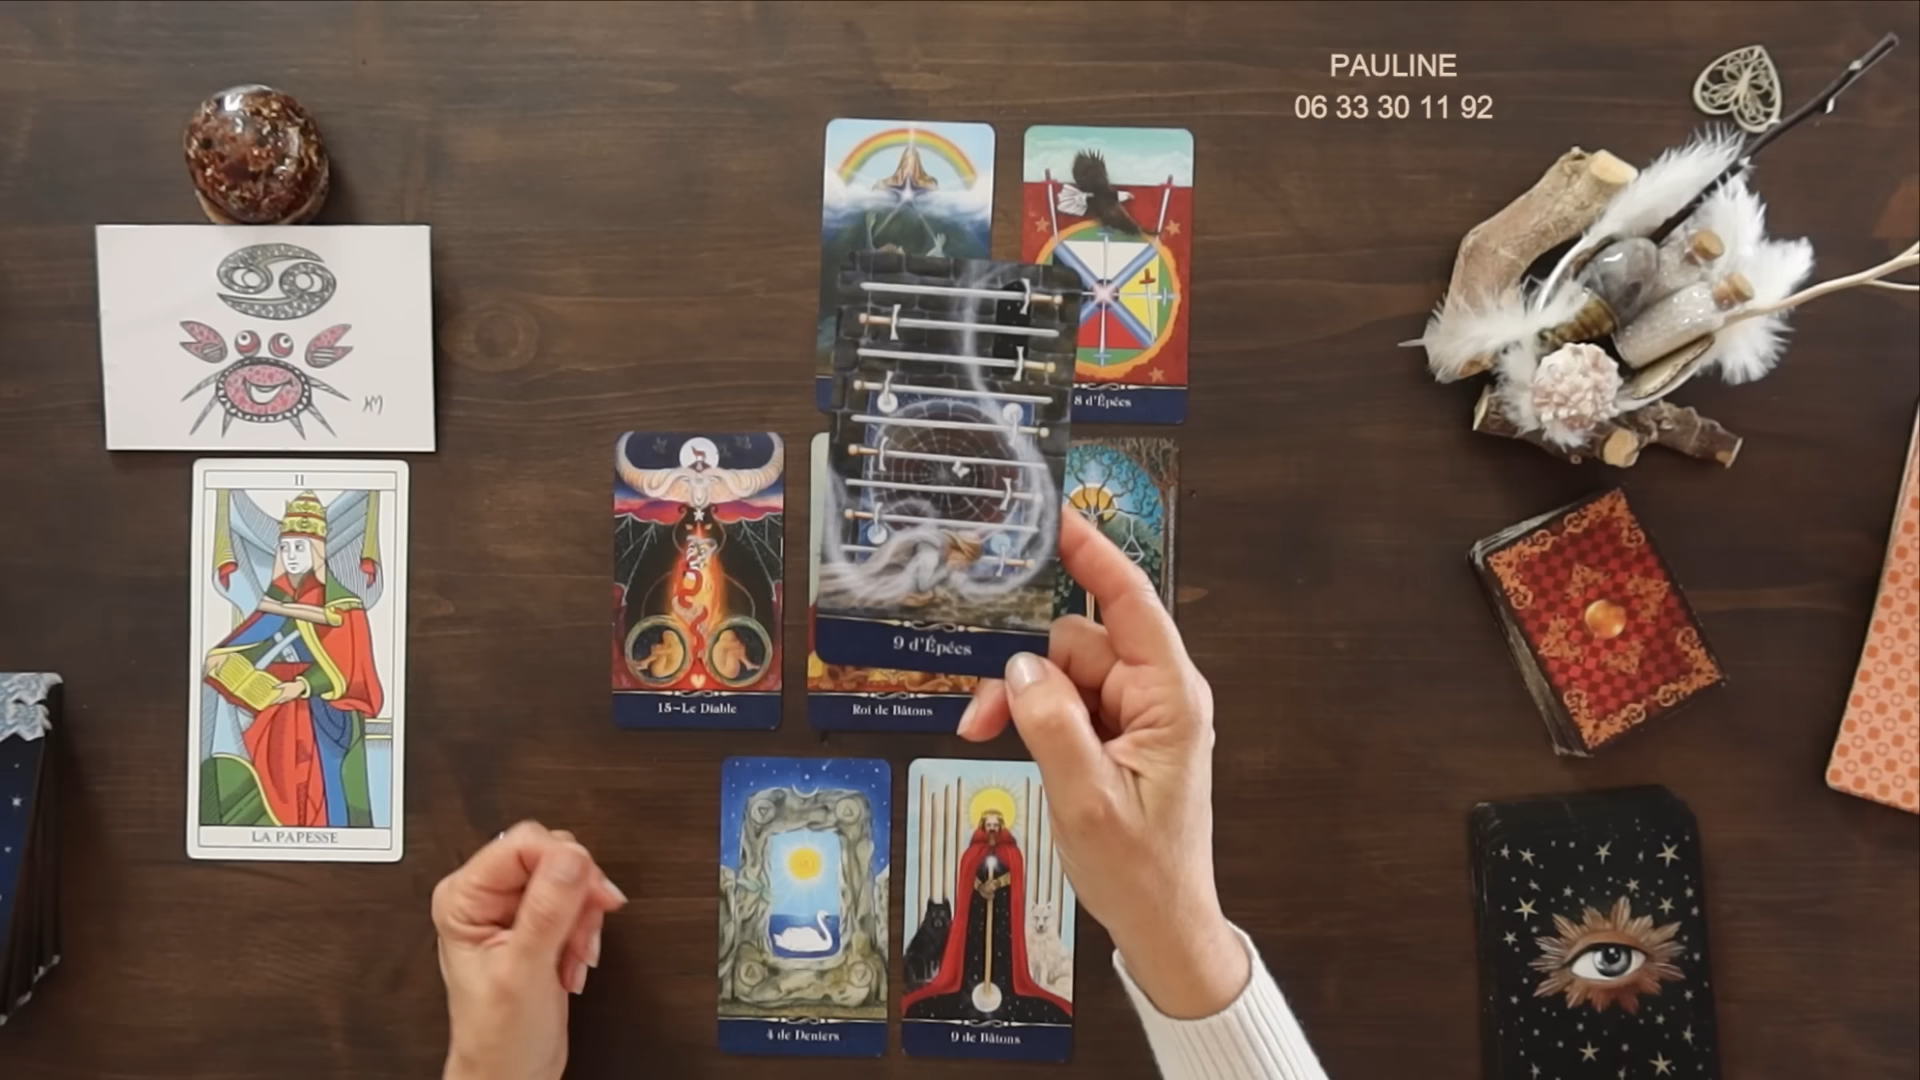 PAULINE
06 33 30 11 92
8 d'Épées
II
9 d'Épées
15-Le Diable
Roi de Bâtons
LA PAPESSE
4 de Deniers
9 de Bâtons